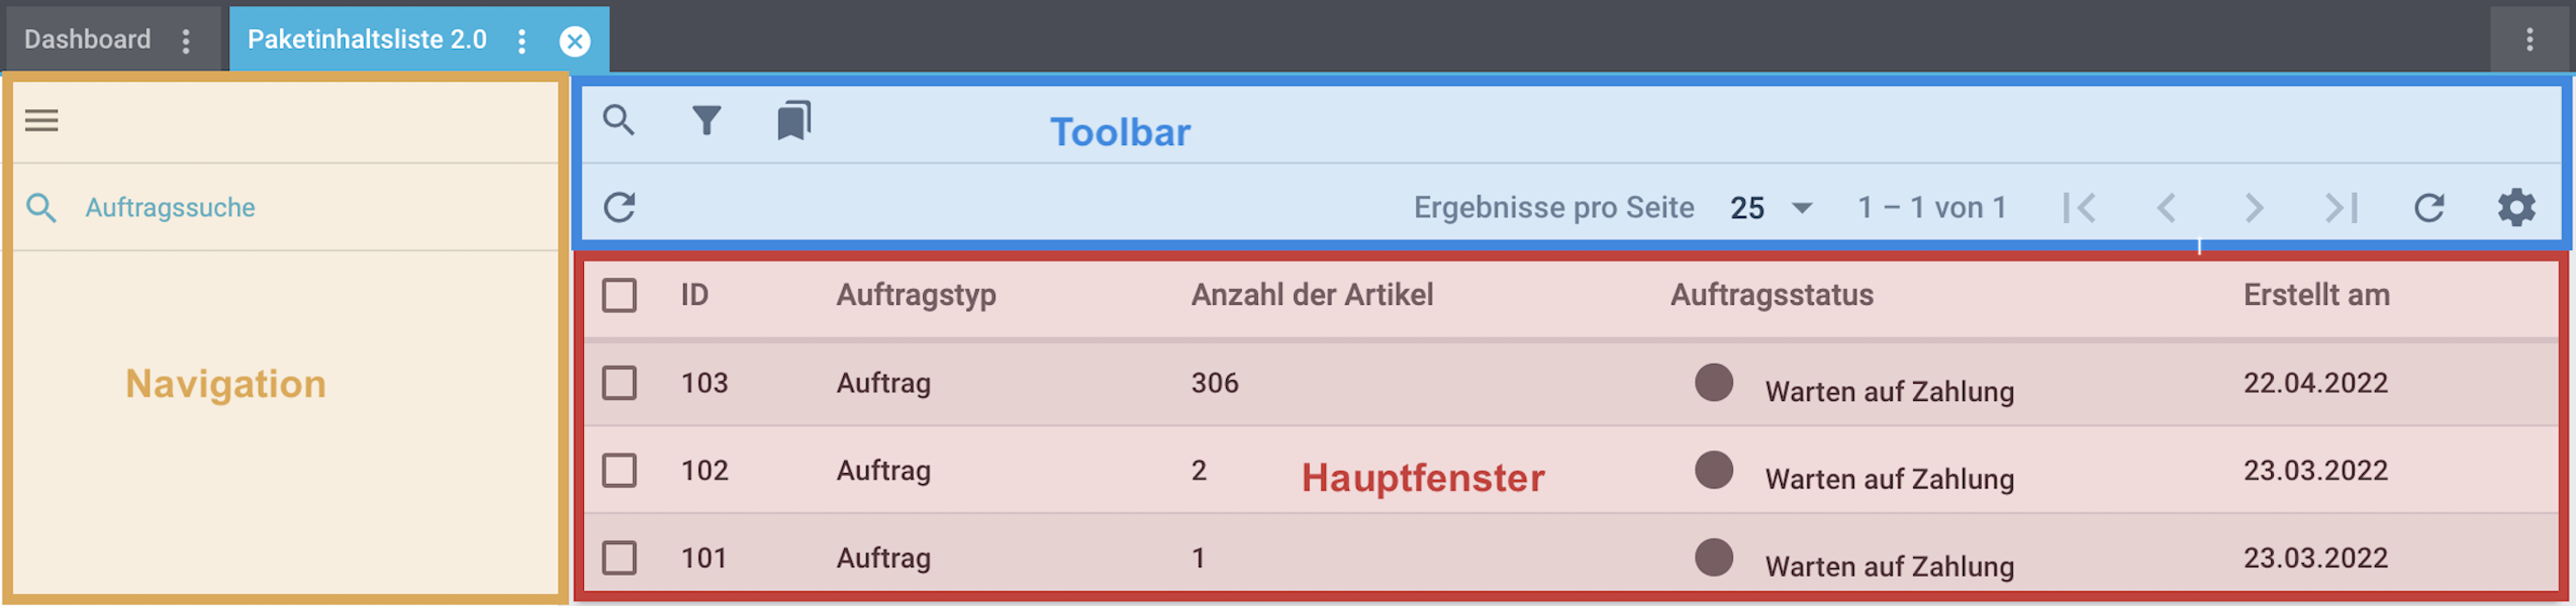 Dashboard
Paketinhaltsliste 2.0
Toolbar
Auftragssuche
Ergebnisse pro Seite 25 1 – 1 von 1
Navigation
ID Auftragstyp Anzahl der Artikel Auftragsstatus Erstellt am
103 Auftrag 306 Warten auf Zahlung 22.04.2022
102 Auftrag 2 Warten auf Zahlung 23.03.2022
Hauptfenster
101 Auftrag 1 Warten auf Zahlung 23.03.2022